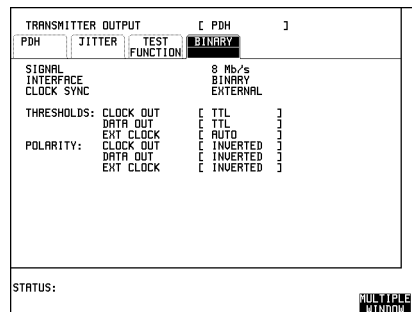 TRANSMITTER OUTPUT [ PDH ]
PDH JITTER TEST FUNCTION BINARY
SIGNAL 8 Mb/s
INTERFACE BINARY
CLOCK SYNC EXTERNAL
THRESHOLDS: CLOCK OUT [ TTL ]
DATA OUT [ TTL ]
EXT CLOCK [ AUTO ]
POLARITY: CLOCK OUT [ INVERTED ]
DATA OUT [ INVERTED ]
EXT CLOCK [ INVERTED ]
STATUS:
MULTIPLE
WINDOW